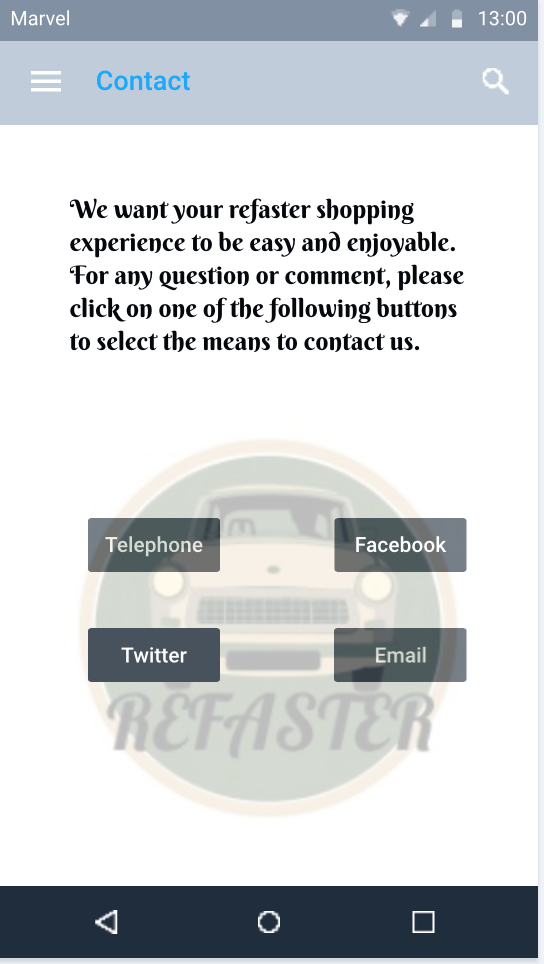 Marvel 13:00
Contact
We want your refaster shopping
experience to be easy and enjoyable.
For any question or comment, please
click on one of the following buttons
to select the means to contact us.
Telephone Facebook
Twitter Email
REFASTER